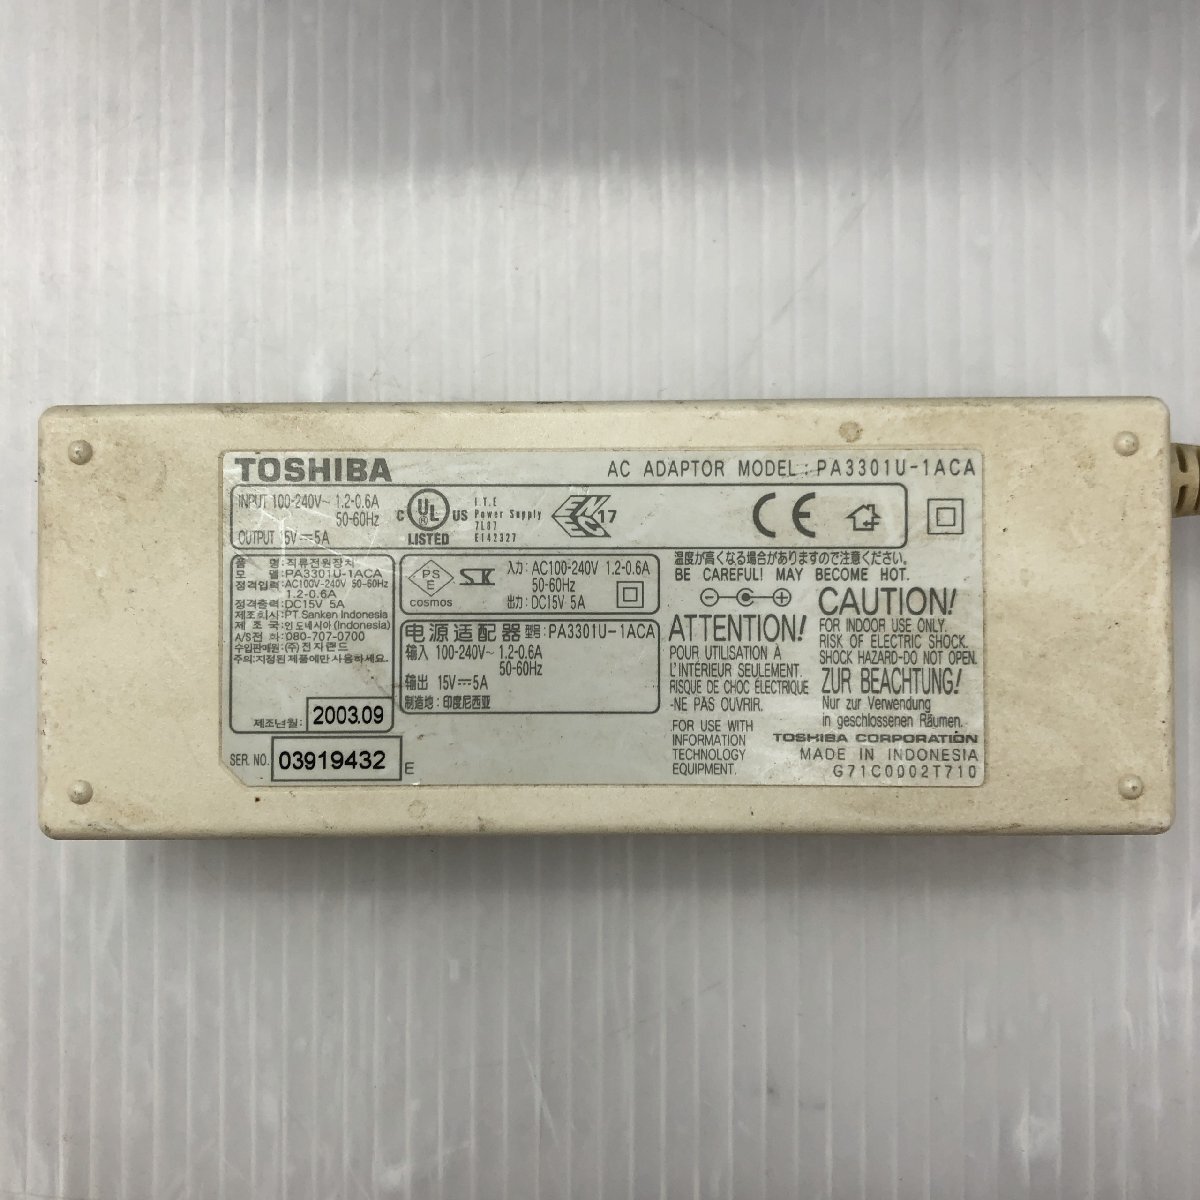 TOSHIBA
AC ADAPTOR MODEL : PA3301U-1ACA
INPUT 100-240V~ 1.2-0.6A
50-60Hz
OUTPUT 15V⎓5A
C UL ® US
LISTED
I.T.E
Power Supply
7L07
E142327
17
CE
品 명: 직류전원장치
모 델: PA3301U-1ACA
정격입력: AC100V-240V 50-60Hz
1.2-0.6A
정격출력: DC15V 5A
제조회사: PT.Sanken Indonesia
제 조 국: 인도네시아 (Indonesia)
A/S전 화: 080-707-0700
수입판매원: (주)전자랜드
주의: 지정된 제품에만 사용하세요.
제조년월: 2003.09
SER. NO. 03919432 E
PS
E
COSMOS
入力: AC100-240V 1.2-0.6A
50-60Hz
出力: DC15V 5A
电源适配器 型号: PA3301U-1ACA
输入 100-240V~ 1.2-0.6A
50-60Hz
输出 15V⎓5A
制造地: 印度尼西亚
温度が高くなる場合がありますので注意ください。
BE CAREFUL! MAY BECOME HOT.
ATTENTION!
POUR UTILISATION À
L'INTÉRIEUR SEULEMENT.
RISQUE DE CHOC ÉLECTRIQUE
-NE PAS OUVRIR.
FOR USE WITH
INFORMATION
TECHNOLOGY
EQUIPMENT.
CAUTION!
FOR INDOOR USE ONLY.
RISK OF ELECTRIC SHOCK.
SHOCK HAZARD-DO NOT OPEN.
ZUR BEACHTUNG!
Nur zur Verwendung
in geschlossenen Räumen.
TOSHIBA CORPORATION
MADE IN INDONESIA
G71C0002T710